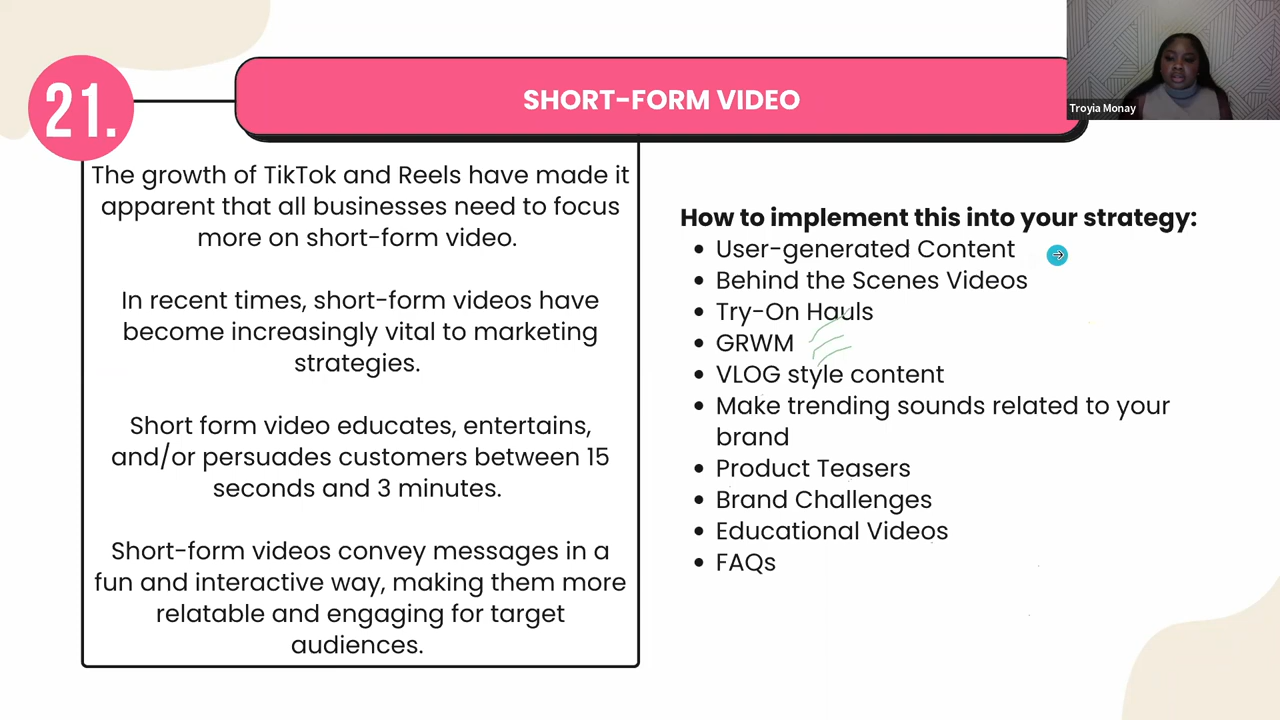 21.
SHORT-FORM VIDEO
Troyia Monay
The growth of TikTok and Reels have made it
apparent that all businesses need to focus
more on short-form video.
In recent times, short-form videos have
become increasingly vital to marketing
strategies.
Short form video educates, entertains,
and/or persuades customers between 15
seconds and 3 minutes.
Short-form videos convey messages in a
fun and interactive way, making them more
relatable and engaging for target
audiences.
How to implement this into your strategy:
• User-generated Content
• Behind the Scenes Videos
• Try-On Hauls
• GRWM
• VLOG style content
• Make trending sounds related to your
brand
• Product Teasers
• Brand Challenges
• Educational Videos
• FAQs